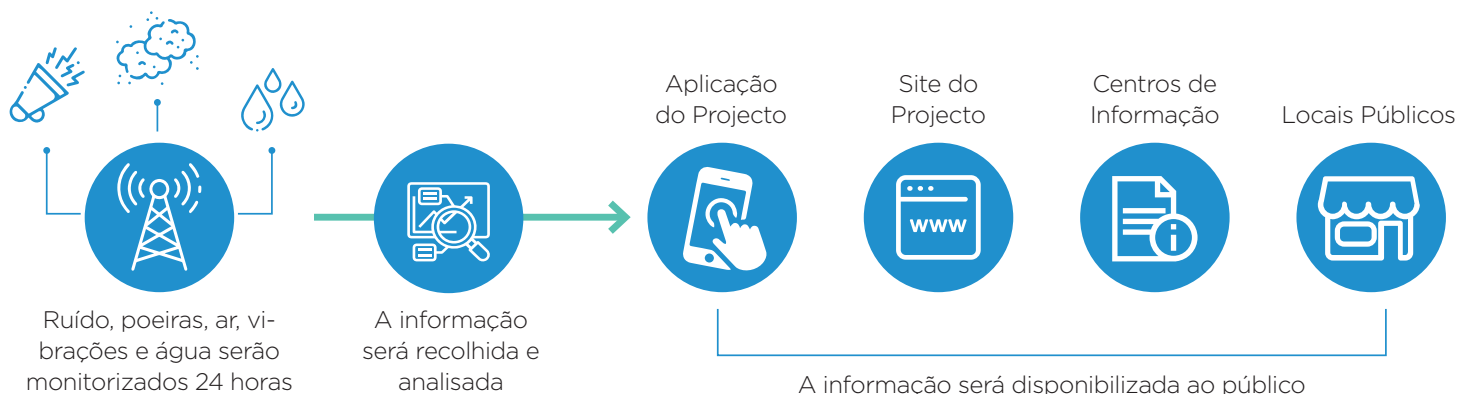 Aplicação
do Projecto
Site do
Projecto
Centros de
Informação
Locais Públicos
www
i
Ruído, poeiras, ar, vi-
brações e água serão
monitorizados 24 horas
A informação
será recolhida e
analisada
A informação será disponibilizada ao público